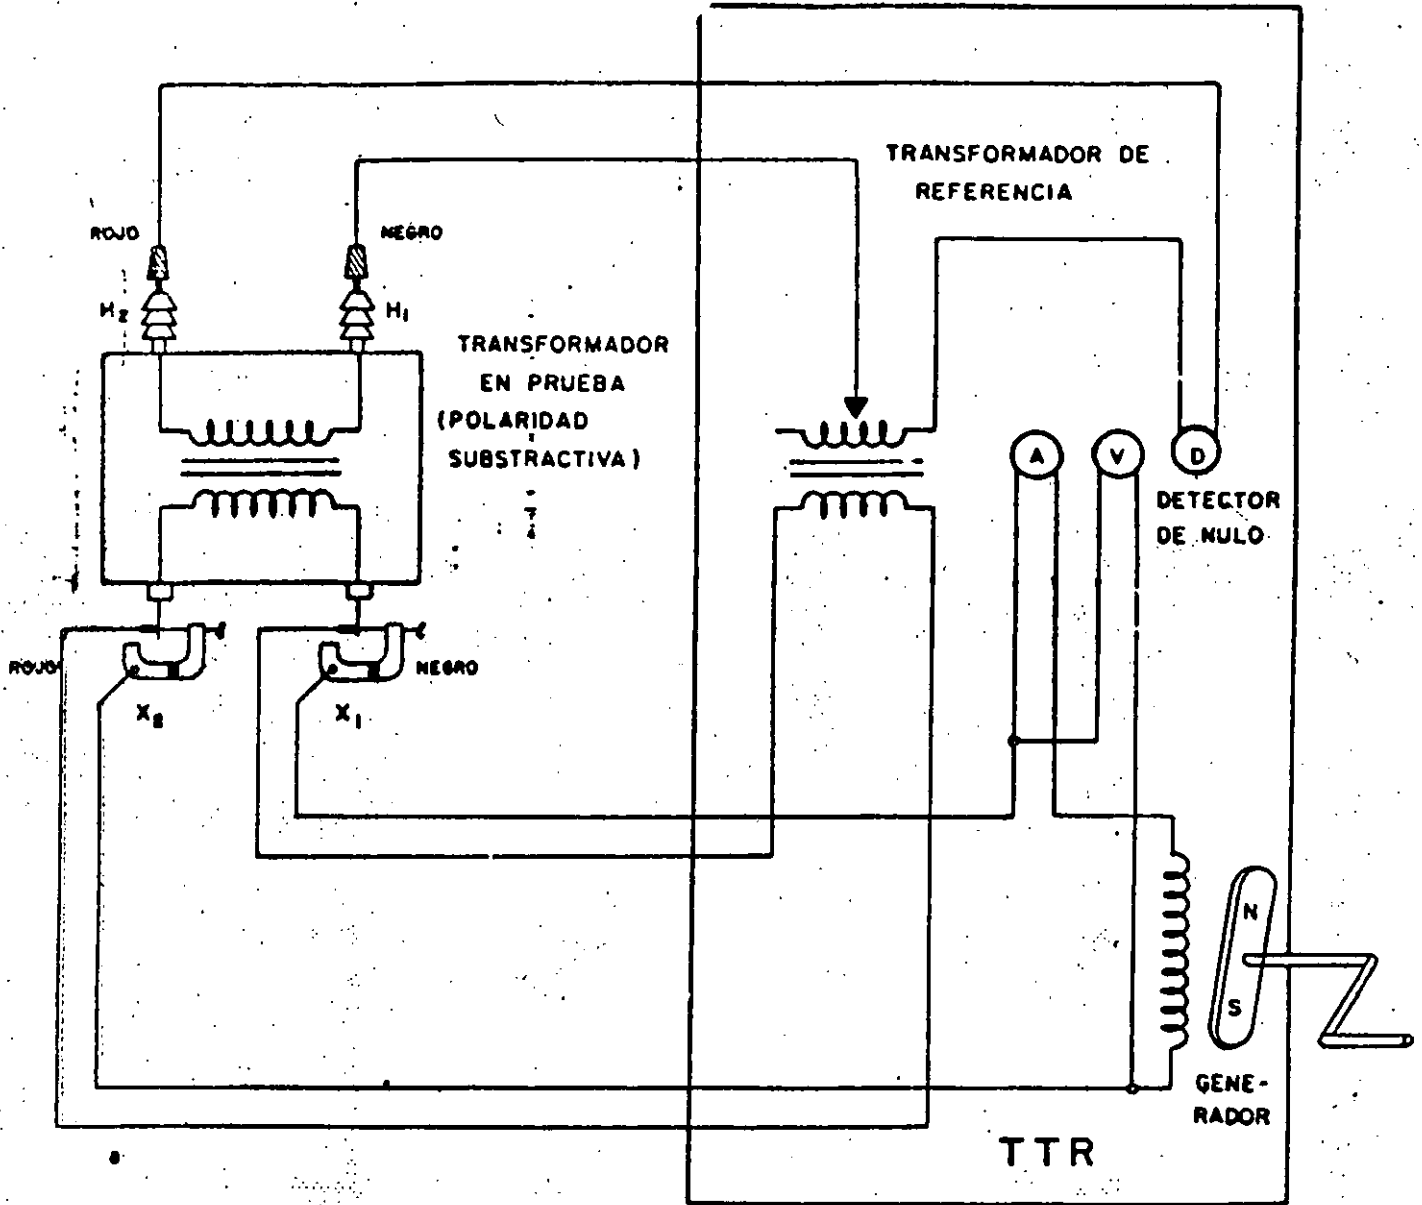 TRANSFORMADOR DE
REFERENCIA
ROJO
NEGRO
H2
H1
TRANSFORMADOR
EN PRUEBA
(POLARIDAD
SUBSTRACTIVA)
A
V
D
DETECTOR
DE NULO
ROJO
NEGRO
X2
X1
N
S
GENE-
RADOR
TTR